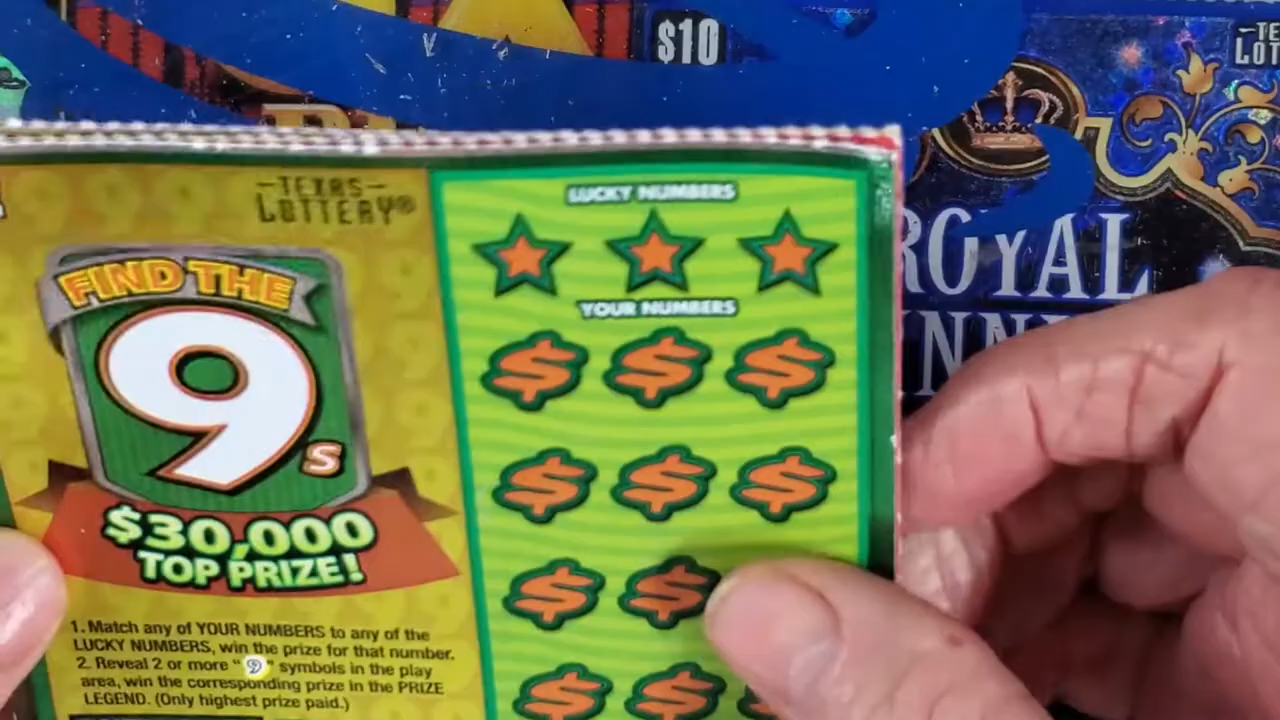 $10
TEXAS
LOTTERY®
FIND THE
9s
$30,000
TOP PRIZE!
1. Match any of YOUR NUMBERS to any of the
LUCKY NUMBERS, win the prize for that number.
2. Reveal 2 or more "9" symbols in the play
area, win the corresponding prize in the PRIZE
LEGEND. (Only highest prize paid.)
LUCKY NUMBERS
YOUR NUMBERS
$ $ $
$ $ $
$ $
$ $
ROYAL